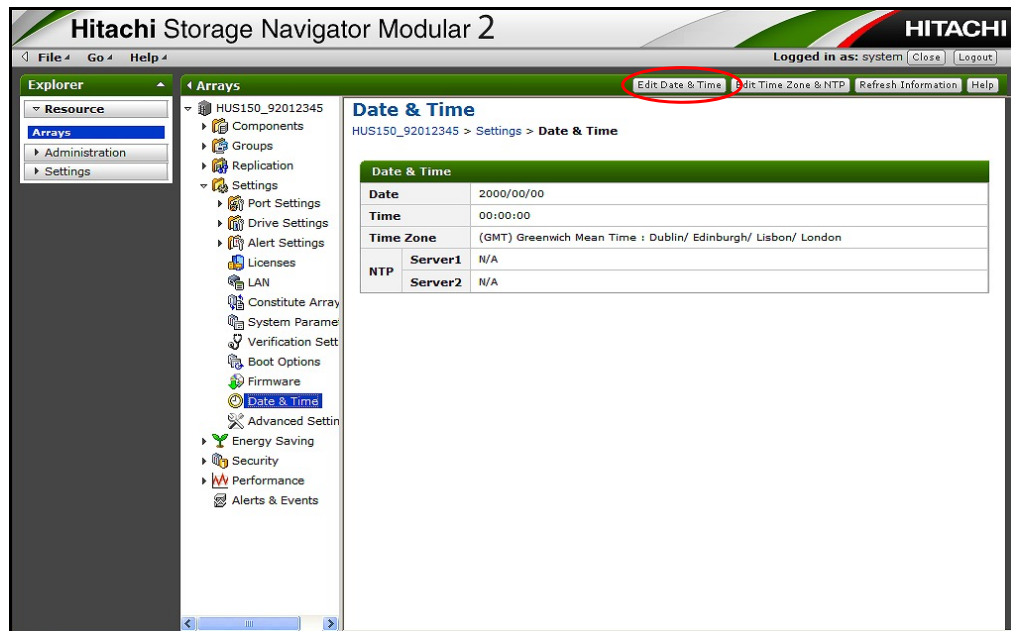 Hitachi Storage Navigator Modular 2
HITACHI
File Go Help
Logged in as: system Close Logout
Explorer
Resource
Arrays
Administration
Settings
Arrays
Edit Date & Time Edit Time Zone & NTP Refresh Information Help
HUS150_92012345
Components
Groups
Replication
Settings
Port Settings
Drive Settings
Alert Settings
Licenses
LAN
Constitute Array
System Parame
Verification Sett
Boot Options
Firmware
Date & Time
Advanced Settin
Energy Saving
Security
Performance
Alerts & Events
Date & Time
HUS150_92012345 > Settings > Date & Time
Date & Time
Date 2000/00/00
Time 00:00:00
Time Zone (GMT) Greenwich Mean Time : Dublin/ Edinburgh/ Lisbon/ London
NTP
Server1 N/A
Server2 N/A